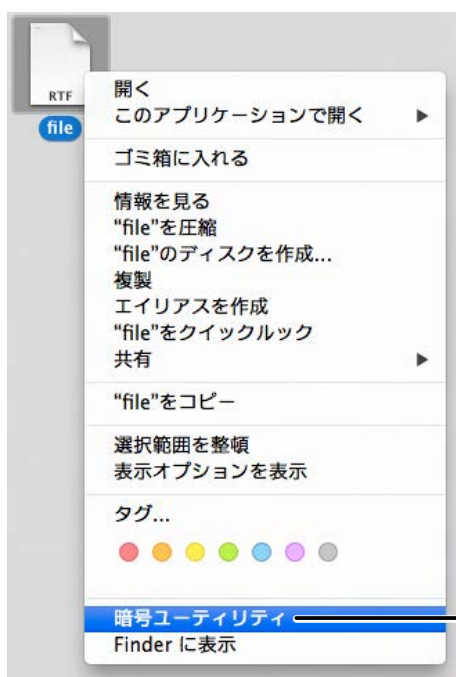 RTF
file
開く
このアプリケーションで開く
ゴミ箱に入れる
情報を見る
“file”を圧縮
“file”のディスクを作成...
複製
エイリアスを作成
“file”をクイックルック
共有
“file”をコピー
選択範囲を整頓
表示オプションを表示
タグ...
暗号ユーティリティ
Finder に表示